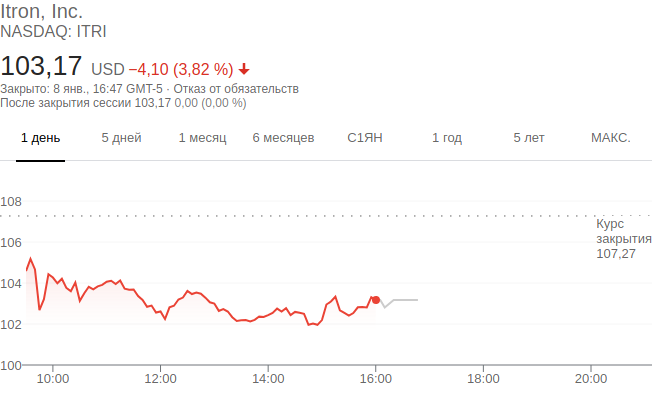 Itron, Inc.
NASDAQ: ITRI
103,17 USD −4,10 (3,82 %)
Закрыто: 8 янв., 16:47 GMT-5 · Отказ от обязательств
После закрытия сессии 103,17 0,00 (0,00 %)
1 день 5 дней 1 месяц 6 месяцев С1ЯН 1 год 5 лет МАКС.
108
Курс
закрытия
107,27
106
104
102
100
10:00 12:00 14:00 16:00 18:00 20:00